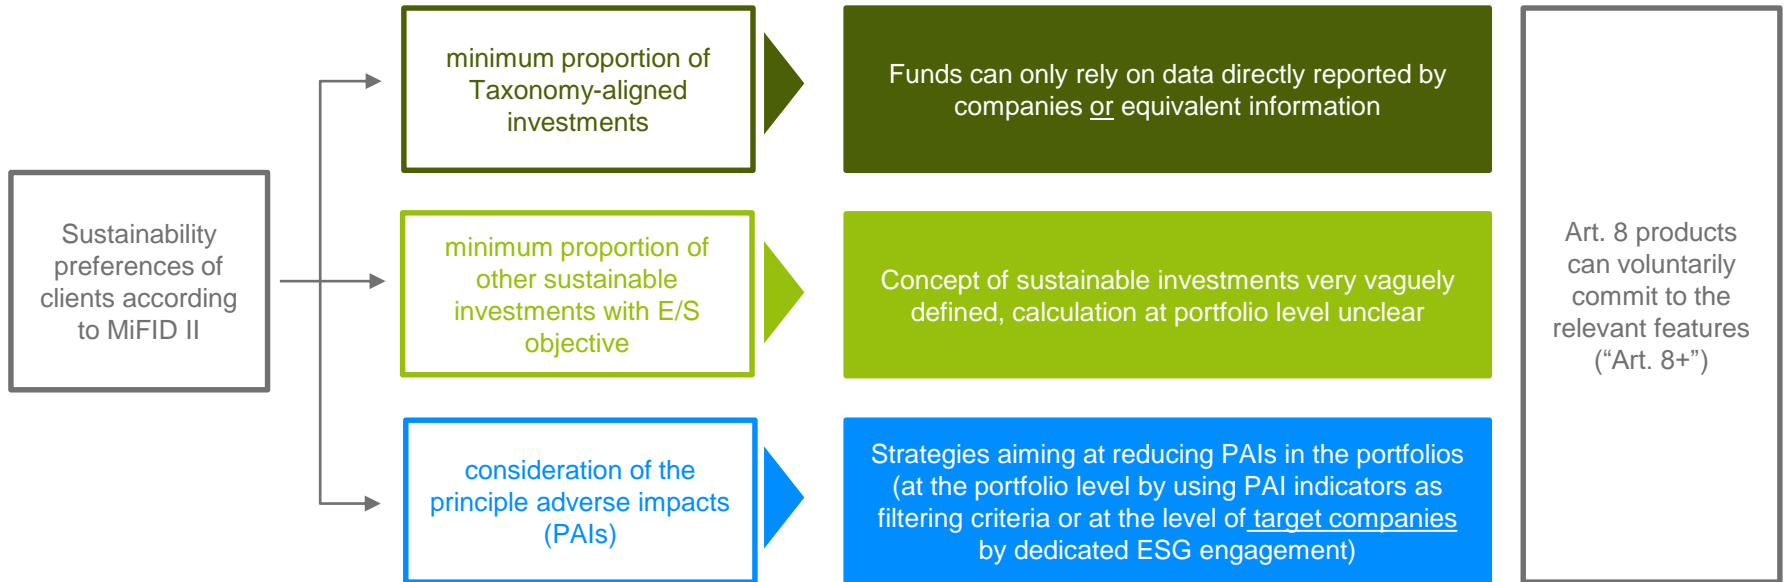 Sustainability
preferences of
clients according
to MiFID II
minimum proportion of
Taxonomy-aligned
investments
Funds can only rely on data directly reported by
companies or equivalent information
minimum proportion of
other sustainable
investments with E/S
objective
Concept of sustainable investments very vaguely
defined, calculation at portfolio level unclear
consideration of the
principle adverse impacts
(PAIs)
Strategies aiming at reducing PAIs in the portfolios
(at the portfolio level by using PAI indicators as
filtering criteria or at the level of target companies
by dedicated ESG engagement)
Art. 8 products
can voluntarily
commit to the
relevant features
(“Art. 8+”)